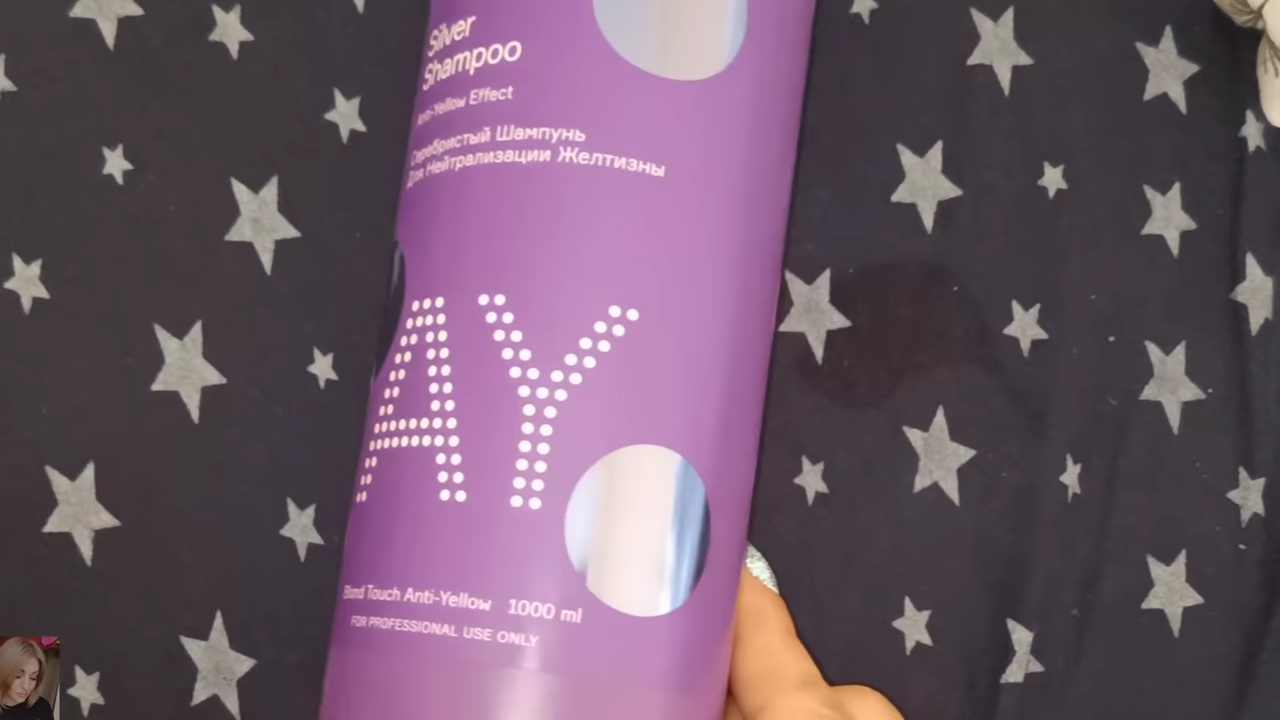 Silver
Shampoo
Anti-Yellow Effect
Серебристый Шампунь
Для Нейтрализации Желтизны
AY
Blond Touch Anti-Yellow 1000 ml
FOR PROFESSIONAL USE ONLY